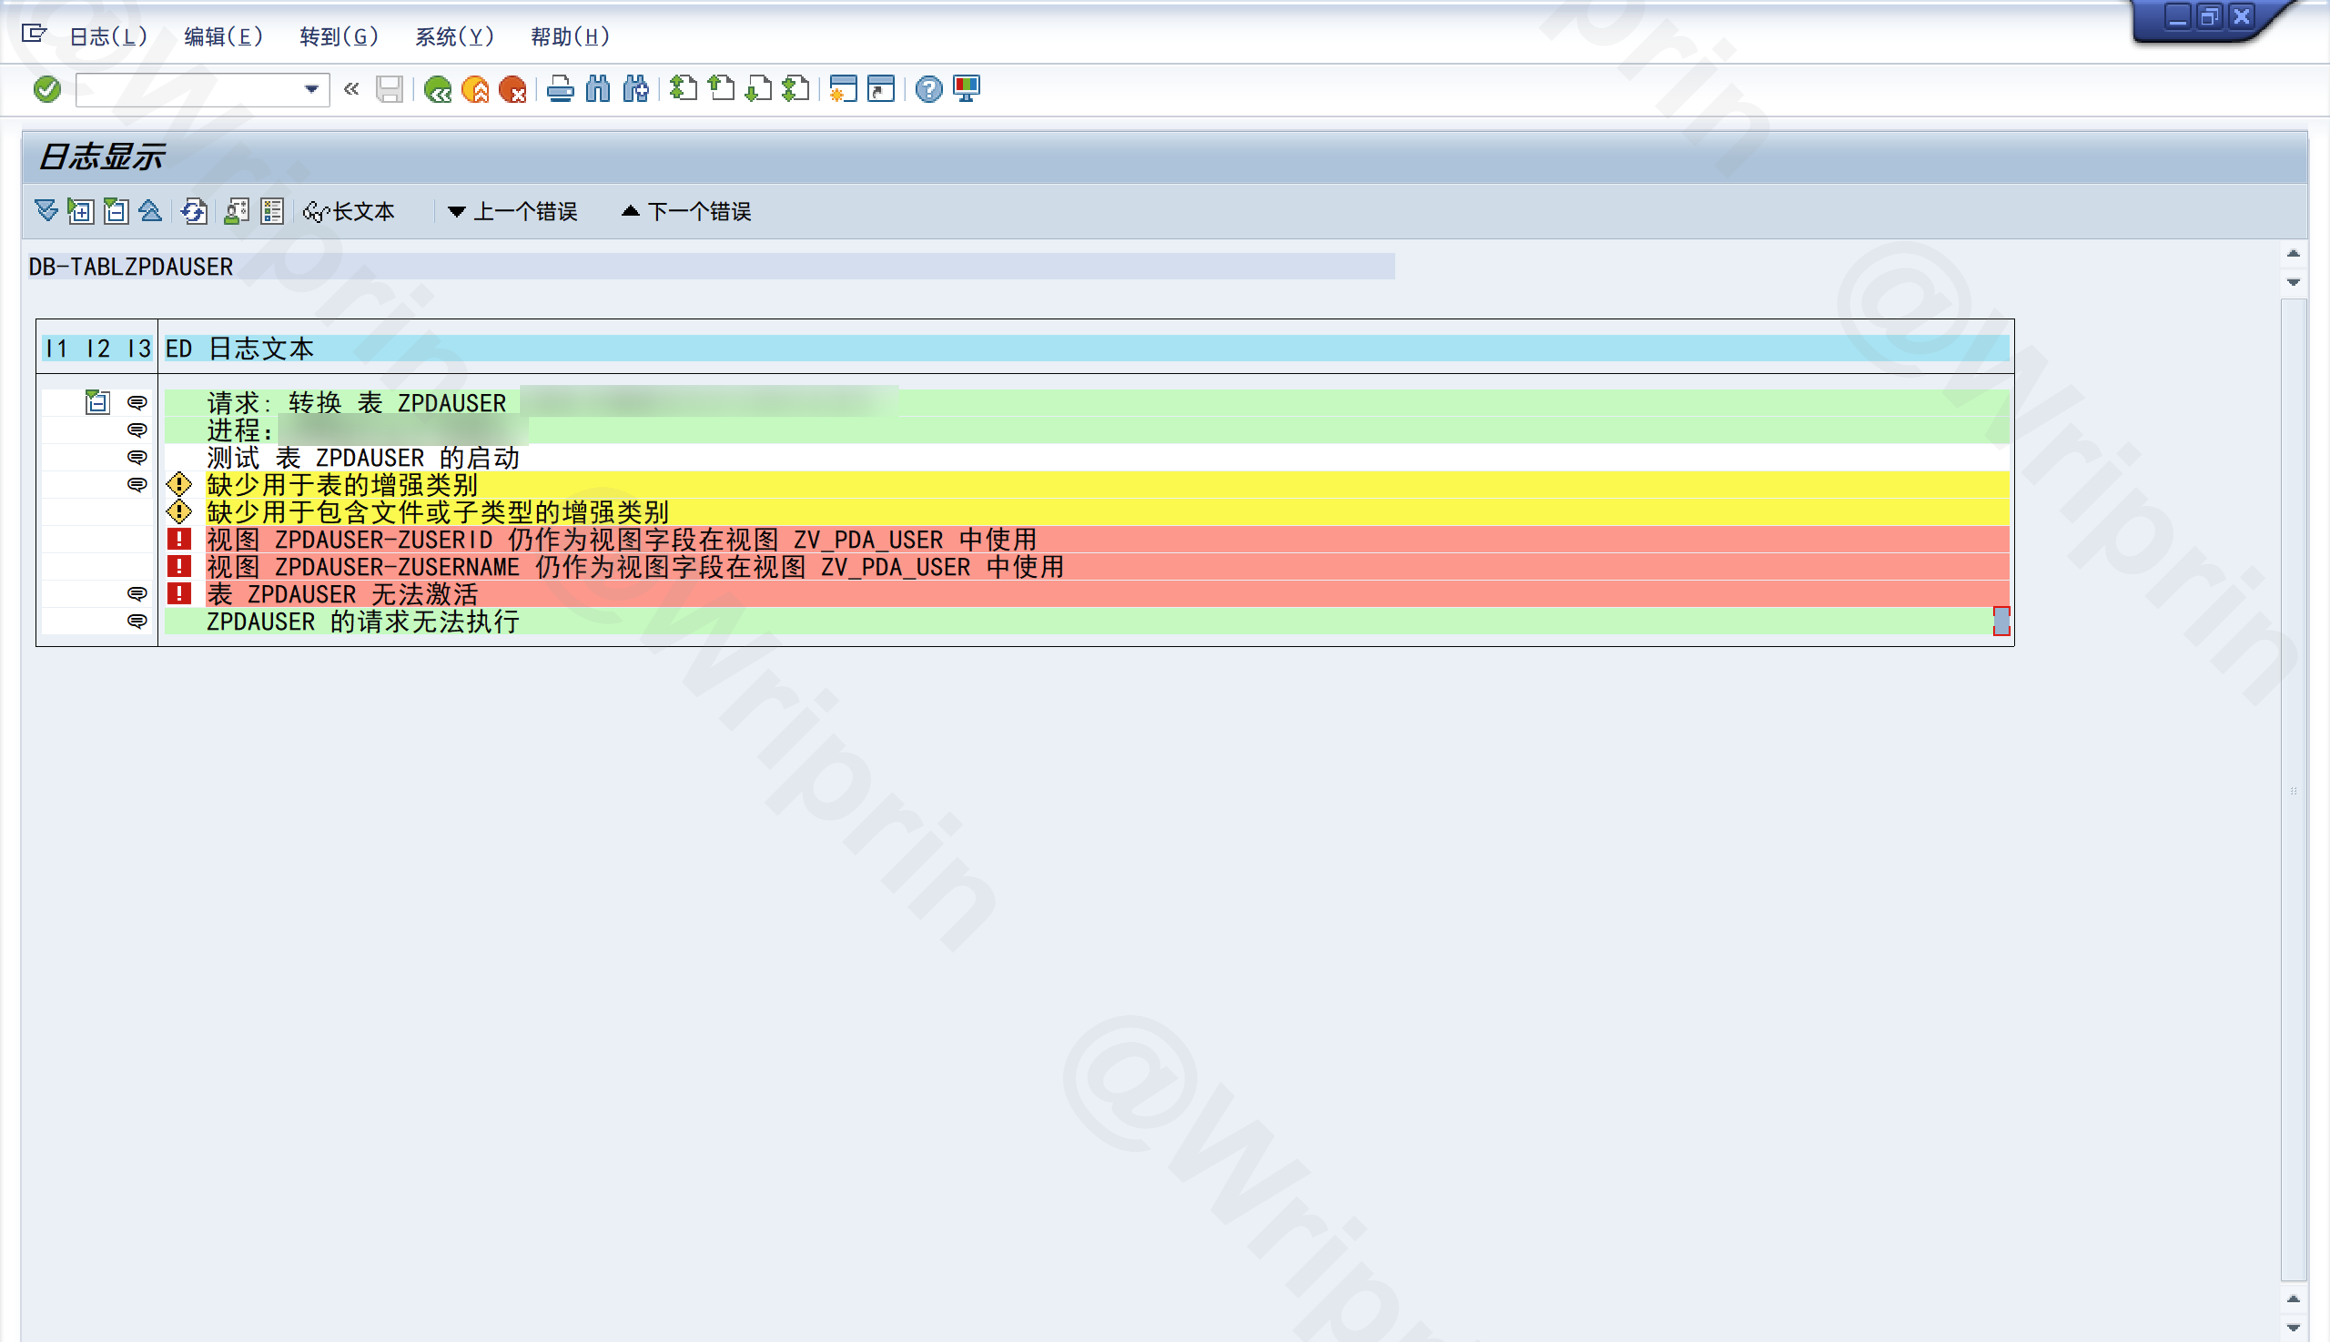 日志(L) 编辑(E) 转到(G) 系统(Y) 帮助(H)
日志显示
长文本 上一个错误 下一个错误
DB-TABLZPDAUSER
I1 I2 I3 ED 日志文本
请求: 转换 表 ZPDAUSER
进程:
测试 表 ZPDAUSER 的启动
缺少用于表的增强类别
缺少用于包含文件或子类型的增强类别
视图 ZPDAUSER-ZUSERID 仍作为视图字段在视图 ZV_PDA_USER 中使用
视图 ZPDAUSER-ZUSERNAME 仍作为视图字段在视图 ZV_PDA_USER 中使用
表 ZPDAUSER 无法激活
ZPDAUSER 的请求无法执行
@Wriprin
@Wriprin
@Wriprin
@Wriprin